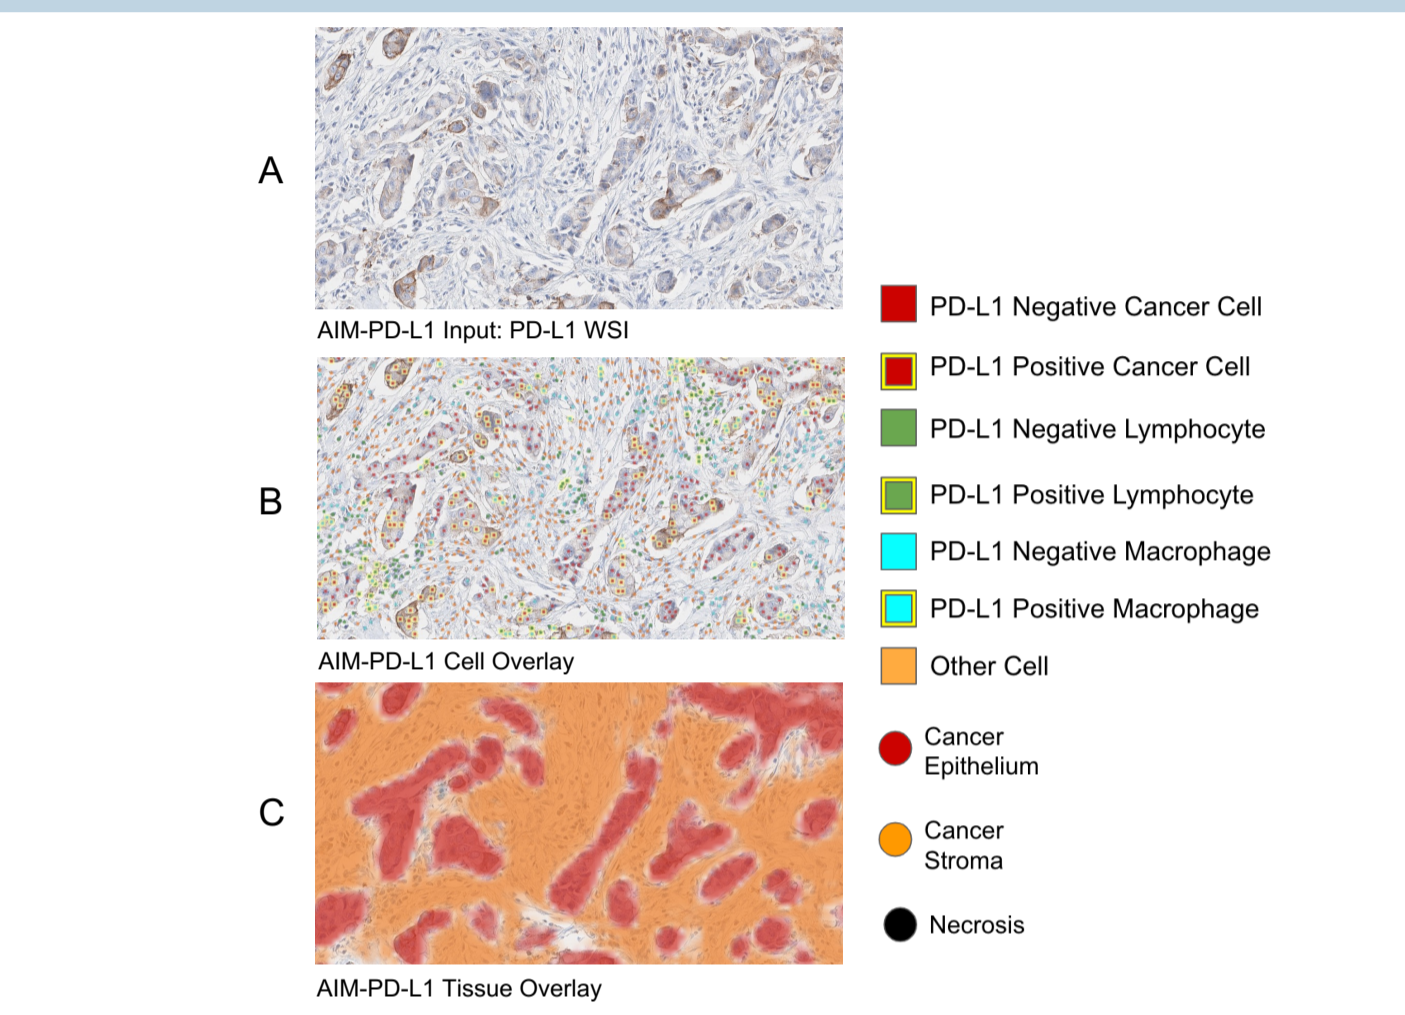 A
AIM-PD-L1 Input: PD-L1 WSI
B
AIM-PD-L1 Cell Overlay
C
AIM-PD-L1 Tissue Overlay
PD-L1 Negative Cancer Cell
PD-L1 Positive Cancer Cell
PD-L1 Negative Lymphocyte
PD-L1 Positive Lymphocyte
PD-L1 Negative Macrophage
PD-L1 Positive Macrophage
Other Cell
Cancer
Epithelium
Cancer
Stroma
Necrosis